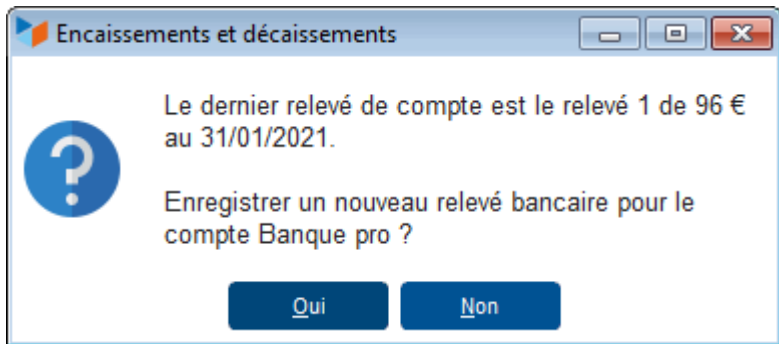 Encaissements et décaissements
Le dernier relevé de compte est le relevé 1 de 96 €
au 31/01/2021.
Enregistrer un nouveau relevé bancaire pour le
compte Banque pro ?
Oui
Non